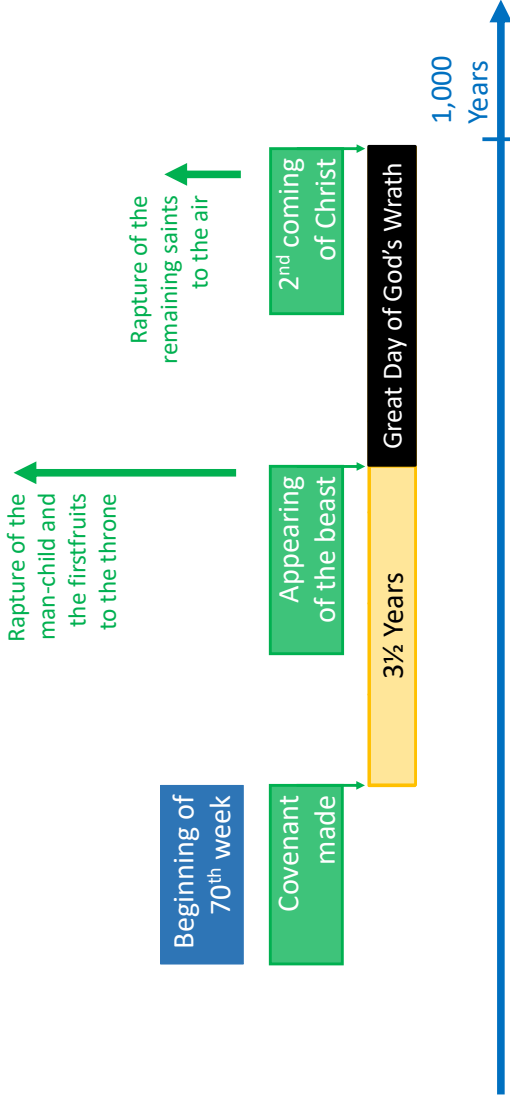 Rapture of the
man-child and
the firstfruits
to the throne
Rapture of the
remaining saints
to the air
Beginning of
70th week
Covenant
made
Appearing
of the beast
2nd coming
of Christ
3½ Years
Great Day of God's Wrath
1,000
Years